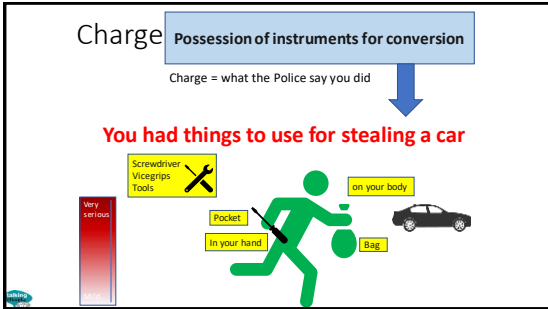 Charge
Possession of instruments for conversion
Charge = what the Police say you did
You had things to use for stealing a car
Screwdriver
Vicegrips
Tools
on your body
Very
serious
Pocket
In your hand
Bag
talking